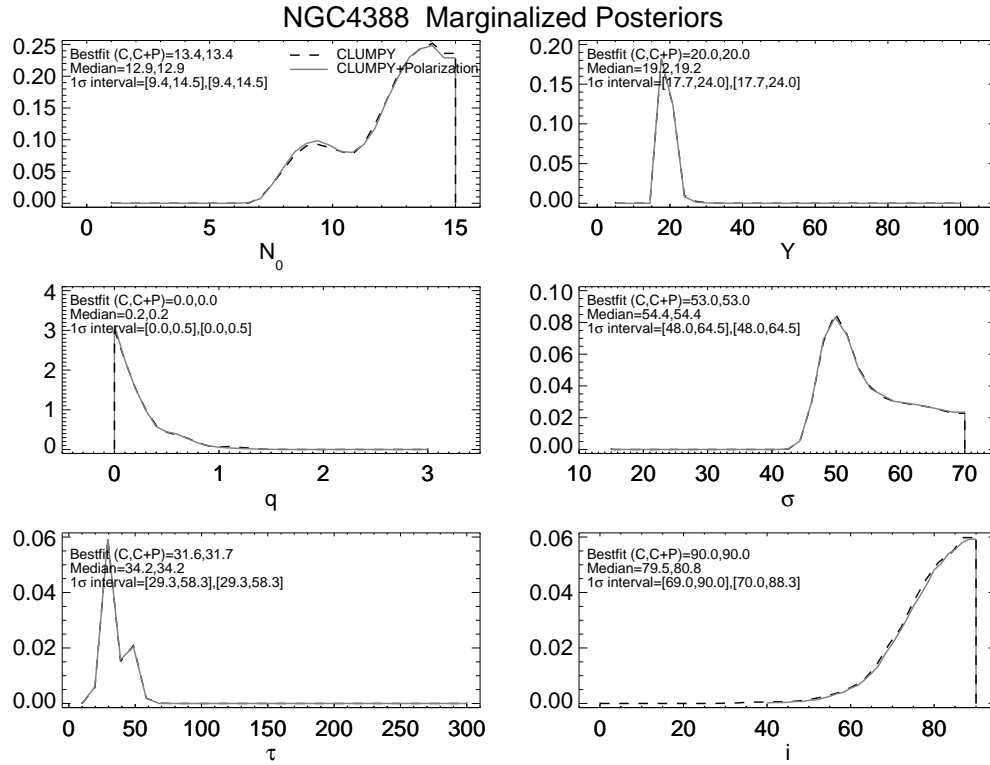 NGC4388 Marginalized Posteriors
Bestfit (C,C+P)=13.4,13.4
Median=12.9,12.9
1σ interval=[9.4,14.5],[9.4,14.5]
CLUMPY
CLUMPY+Polarization
0.25
0.20
0.15
0.10
0.05
0.00
0 5 10 15
N0
Bestfit (C,C+P)=20.0,20.0
Median=19.2,19.2
1σ interval=[17.7,24.0],[17.7,24.0]
0.20
0.15
0.10
0.05
0.00
0 20 40 60 80 100
Y
Bestfit (C,C+P)=0.0,0.0
Median=0.2,0.2
1σ interval=[0.0,0.5],[0.0,0.5]
4
3
2
1
0
0 1 2 3
q
Bestfit (C,C+P)=53.0,53.0
Median=54.4,54.4
1σ interval=[48.0,64.5],[48.0,64.5]
0.10
0.08
0.06
0.04
0.02
0.00
10 20 30 40 50 60 70
σ
Bestfit (C,C+P)=31.6,31.7
Median=34.2,34.2
1σ interval=[29.3,58.3],[29.3,58.3]
0.06
0.04
0.02
0.00
0 50 100 150 200 250 300
τ
Bestfit (C,C+P)=90.0,90.0
Median=79.5,80.8
1σ interval=[69.0,90.0],[70.0,88.3]
0.06
0.04
0.02
0.00
0 20 40 60 80
i